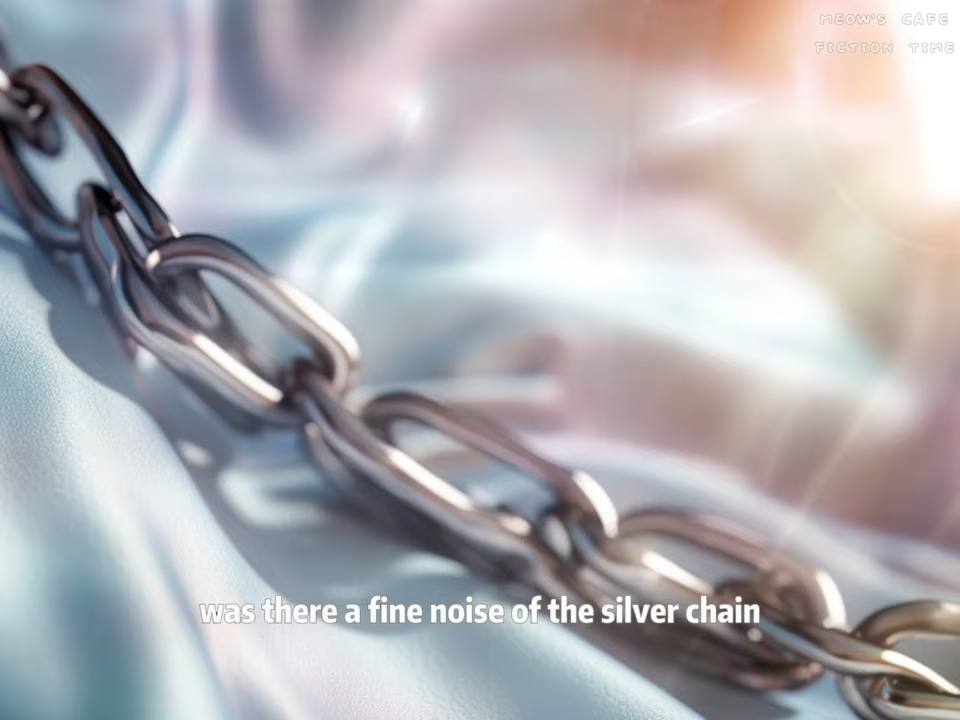 MEOW'S CAFE
FICTION TIME
was there a fine noise of the silver chain